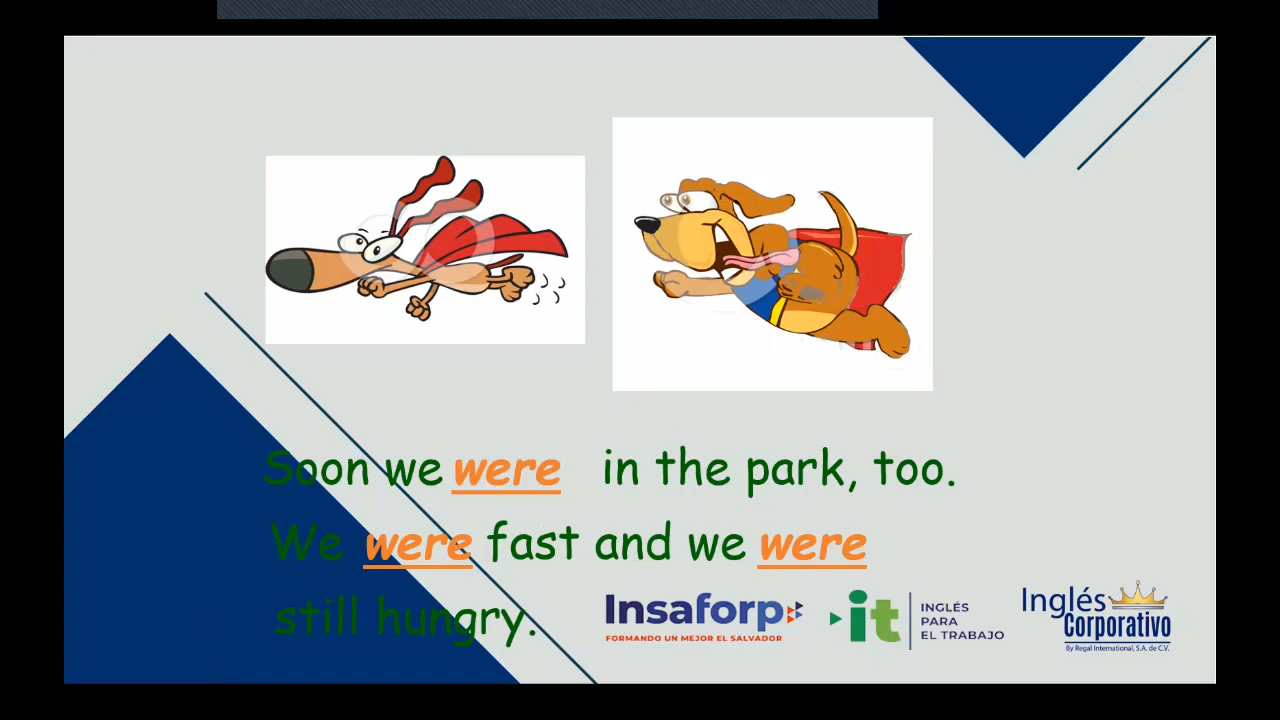 Soon we were in the park, too.
We were fast and we were
still hungry.
Insaforp
FORMANDO UN MEJOR EL SALVADOR
it
INGLÉS
PARA
EL TRABAJO
Inglés
Corporativo
By Regal International, S.A. de C.V.